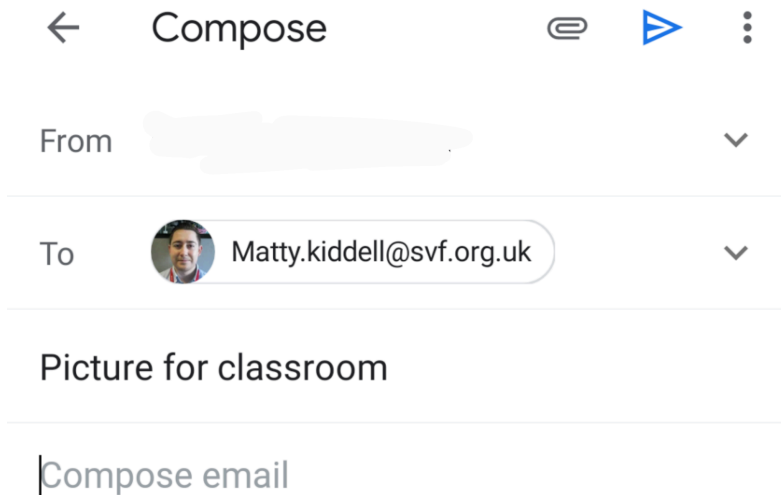 Compose
From
To Matty.kiddell@svf.org.uk
Picture for classroom
Compose email